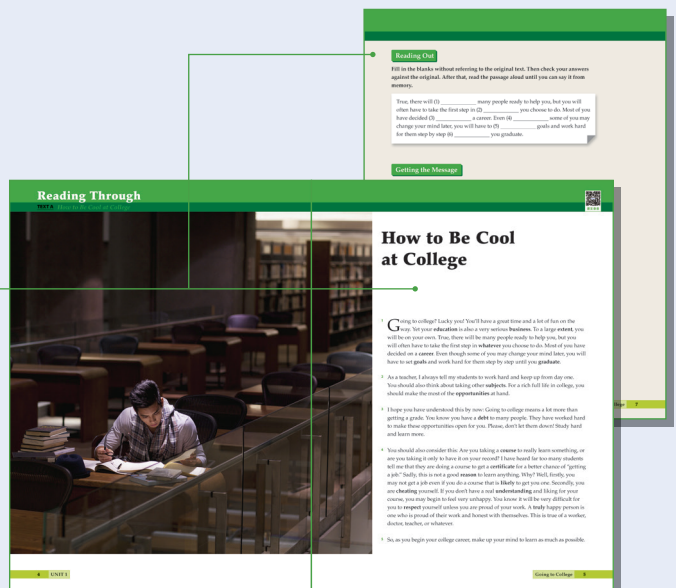 Reading Out
Fill in the blanks without referring to the original text. Then check your answers
against the original. After that, read the passage aloud until you can say it from
memory.
True, there will (1) __________ many people ready to help you, but you will
often have to take the first step in (2) __________ you choose to do. Most of you
have decided (3) __________ a career. Even (4) __________ some of you may
change your mind later, you will have to (5) __________ goals and work hard
for them step by step (6) __________ you graduate.
Getting the Message
7
Reading Through
TEXT A How to Be Cool at College
How to Be Cool
at College
1 Going to college? Lucky you! You'll have a great time and a lot of fun on the
way. Yet your education is also a very serious business. To a large extent, you
will be on your own. True, there will be many people ready to help you, but you
will often have to take the first step in whatever you choose to do. Most of you have
decided on a career. Even though some of you may change your mind later, you will
have to set goals and work hard for them step by step until you graduate.
2 As a teacher, I always tell my students to work hard and keep up from day one.
You should also think about taking other subjects. For a rich full life in college, you
should make the most of the opportunities at hand.
3 I hope you have understood this by now: Going to college means a lot more than
getting a grade. You know you have a debt to many people. They have worked hard
to make these opportunities open for you. Please, don't let them down! Study hard
and learn more.
4 You should also consider this: Are you taking a course to really learn something, or
are you taking it only to have it on your record? I have heard far too many students
tell me that they are doing a course to get a certificate for a better chance of "getting
a job." Sadly, this is not a good reason to learn anything. Why? Well, firstly, you
may not get a job even if you do a course that is likely to get you one. Secondly, you
are cheating yourself. If you don't have a real understanding and liking for your
course, you may begin to feel very unhappy. You know it will be very difficult for
you to respect yourself unless you are proud of your work. A truly happy person is
one who is proud of their work and honest with themselves. This is true of a worker,
doctor, teacher, or whatever.
5 So, as you begin your college career, make up your mind to learn as much as possible.
4 UNIT 1
Going to College 5